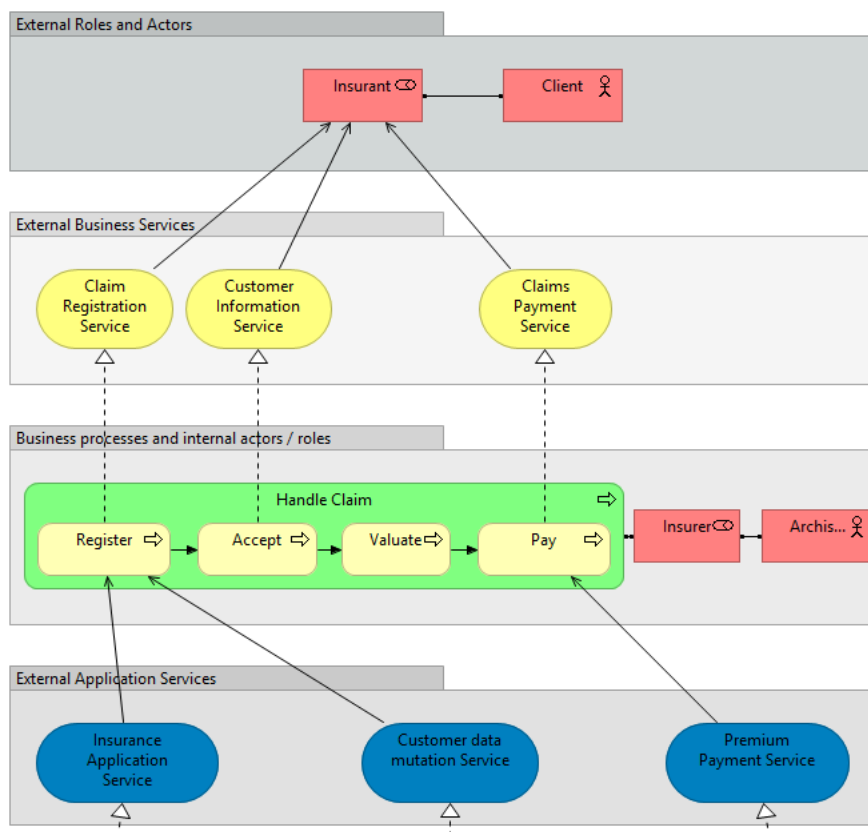 External Roles and Actors
Insurant
Client
External Business Services
Claim
Registration
Service
Customer
Information
Service
Claims
Payment
Service
Business processes and internal actors / roles
Handle Claim
Register
Accept
Valuate
Pay
Insurer
Archis...
External Application Services
Insurance
Application
Service
Customer data
mutation Service
Premium
Payment Service